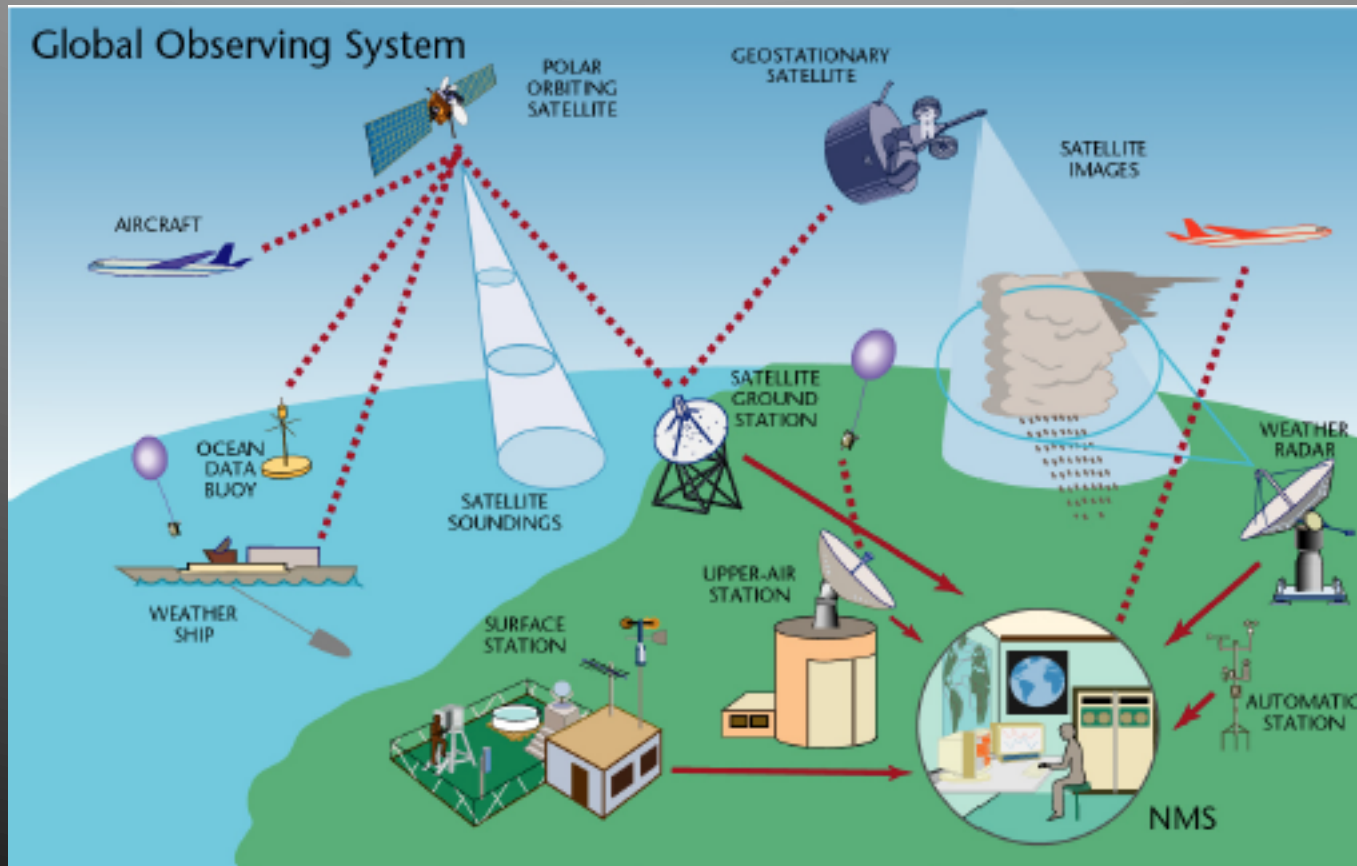 Global Observing System
POLAR
ORBITING
SATELLITE
GEOSTATIONARY
SATELLITE
SATELLITE
IMAGES
AIRCRAFT
OCEAN
DATA
BUOY
SATELLITE
SOUNDINGS
SATELLITE
GROUND
STATION
WEATHER
RADAR
WEATHER
SHIP
UPPER-AIR
STATION
SURFACE
STATION
AUTOMATIC
STATION
NMS